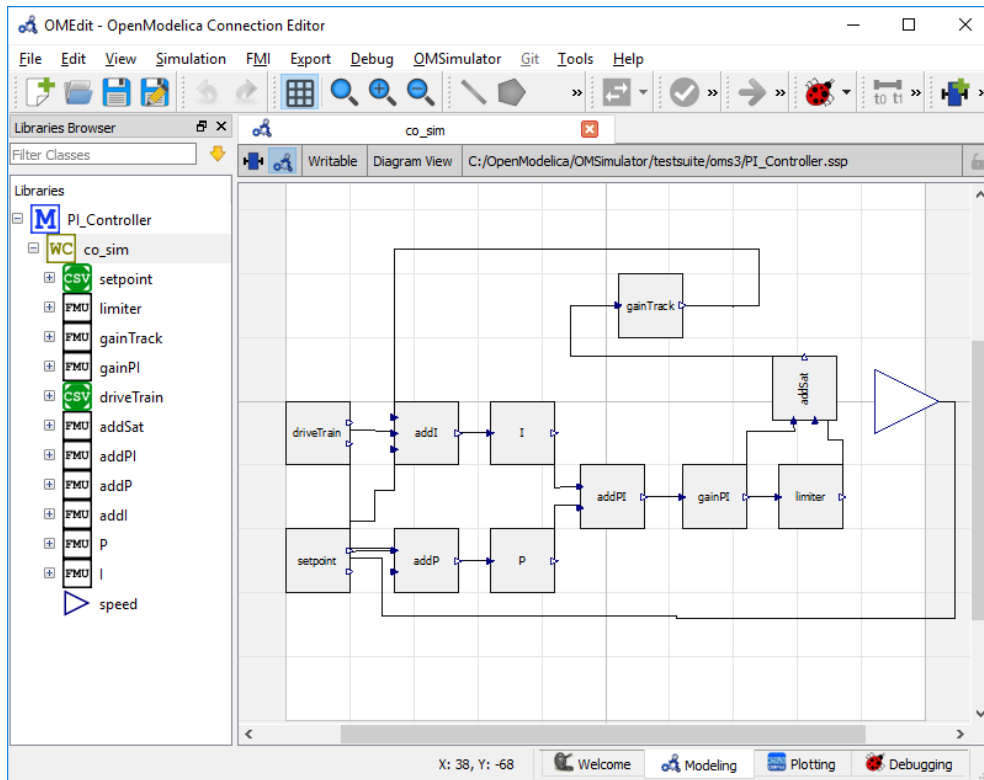 OMEdit - OpenModelica Connection Editor
File Edit View Simulation FMI Export Debug OMSimulator Git Tools Help
» » » t0 t1 »
Libraries Browser
co_sim
Filter Classes
Writable Diagram View C:/OpenModelica/OMSimulator/testsuite/oms3/PI_Controller.ssp
Libraries
M PI_Controller
WC co_sim
CSV setpoint
FMU limiter
FMU gainTrack
FMU gainPI
CSV driveTrain
FMU addSat
FMU addPI
FMU addP
FMU addI
FMU P
FMU I
speed
gainTrack
addSat
driveTrain addI I
addPI gainPI limiter
setpoint addP P
X: 38, Y: -68 Welcome Modeling Plotting Debugging